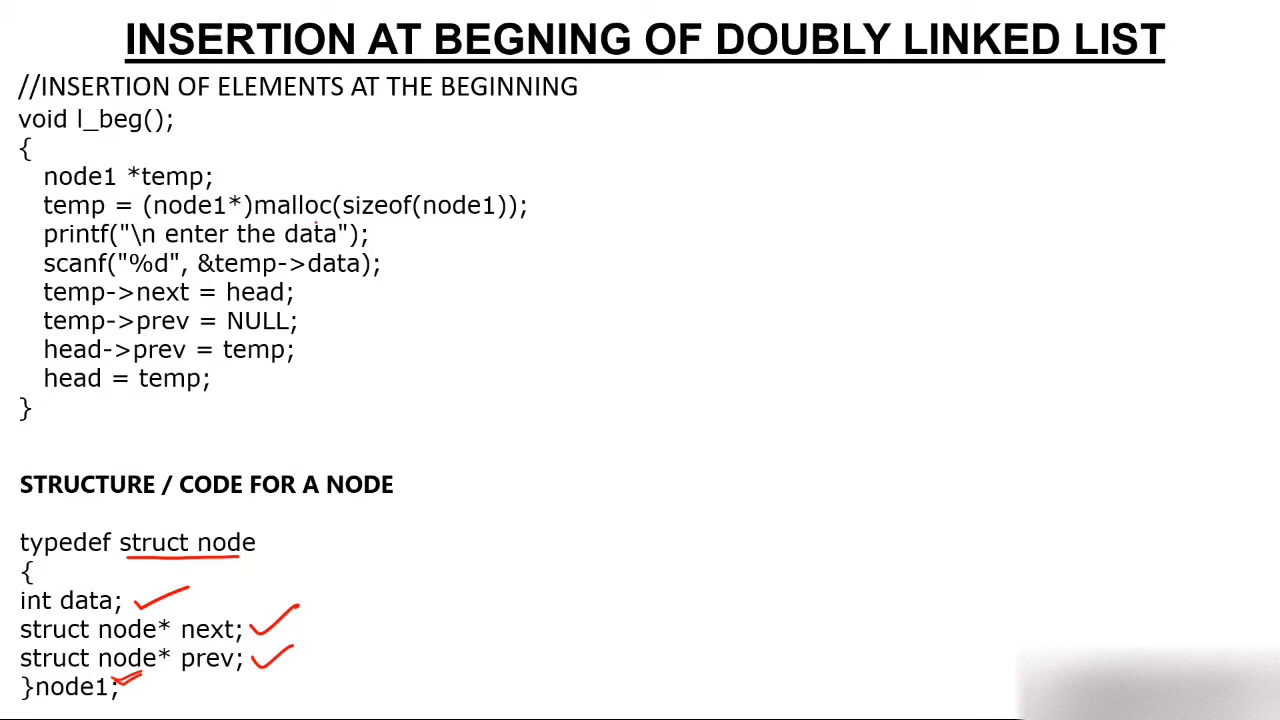 INSERTION AT BEGNING OF DOUBLY LINKED LIST
//INSERTION OF ELEMENTS AT THE BEGINNING
void l_beg();
{
node1 *temp;
temp = (node1*)malloc(sizeof(node1));
printf("\n enter the data");
scanf("%d", &temp->data);
temp->next = head;
temp->prev = NULL;
head->prev = temp;
head = temp;
}
STRUCTURE / CODE FOR A NODE
typedef struct node
{
int data;
struct node* next;
struct node* prev;
}node1;